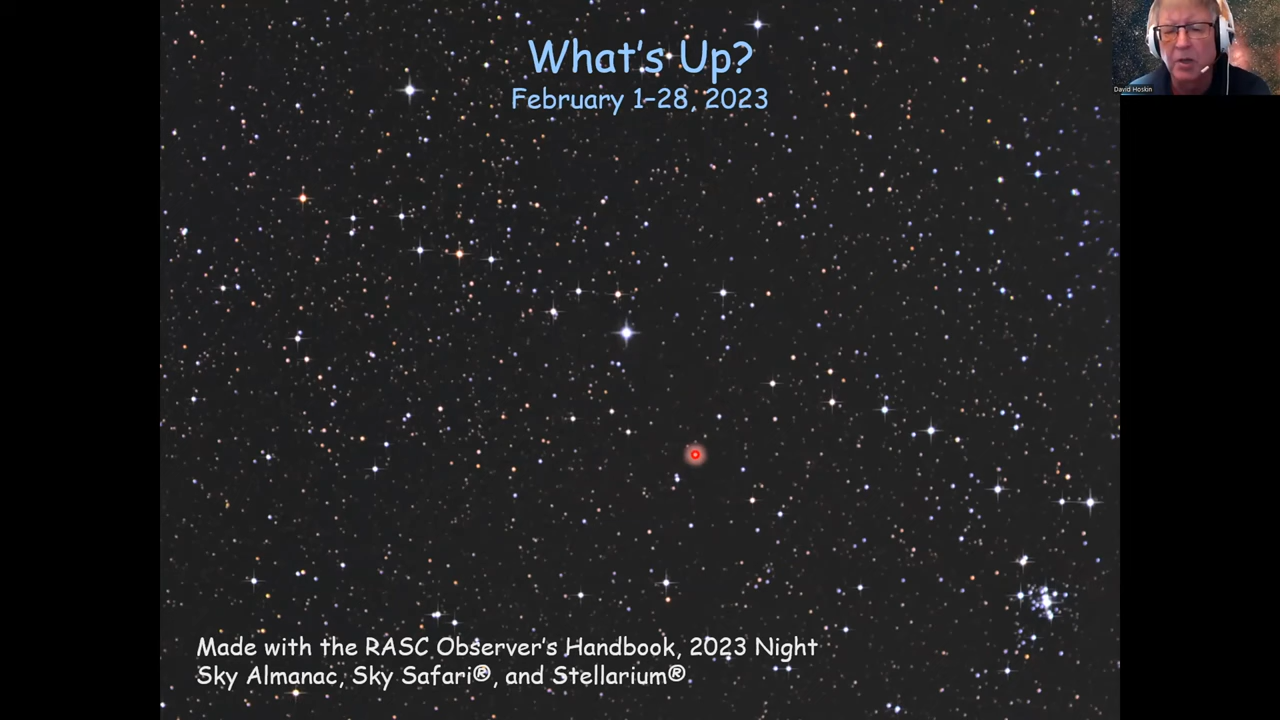 What's Up?
February 1-28, 2023
David Hoskin
Made with the RASC Observer's Handbook, 2023 Night
Sky Almanac, Sky Safari®, and Stellarium®